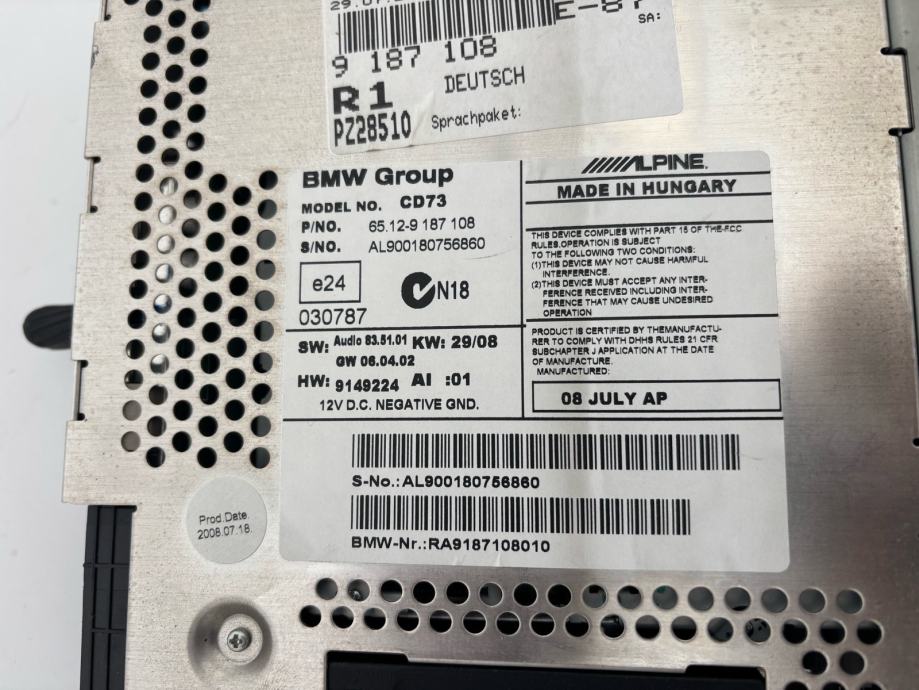 E-87
SA:
9 187 108
R1
DEUTSCH
PZ28510
Sprachpaket:
BMW Group
MODEL NO. CD73
P/NO. 65.12-9 187 108
S/NO. AL900180756860
e24
030787
N18
SW: Audio 83.51.01 KW: 29/08
GW 06.04.02
HW: 9149224 AI :01
12V D.C. NEGATIVE GND.
ALPINE.
MADE IN HUNGARY
THIS DEVICE COMPLIES WITH PART 15 OF THE FCC
RULES.OPERATION IS SUBJECT
TO THE FOLLOWING TWO CONDITIONS:
(1)THIS DEVICE MAY NOT CAUSE HARMFUL
INTERFERENCE.
(2)THIS DEVICE MUST ACCEPT ANY INTER-
FERENCE RECEIVED INCLUDING INTER-
FERENCE THAT MAY CAUSE UNDESIRED
OPERATION
PRODUCT IS CERTIFIED BY THEMANUFACTU-
RER TO COMPLY WITH DHHS RULES 21 CFR
SUBCHAPTER J APPLICATION AT THE DATE
OF MANUFACTURE.
MANUFACTURED:
08 JULY AP
S-No.:AL900180756860
BMW-Nr.:RA9187108010
Prod.Date.
2008.07.18.